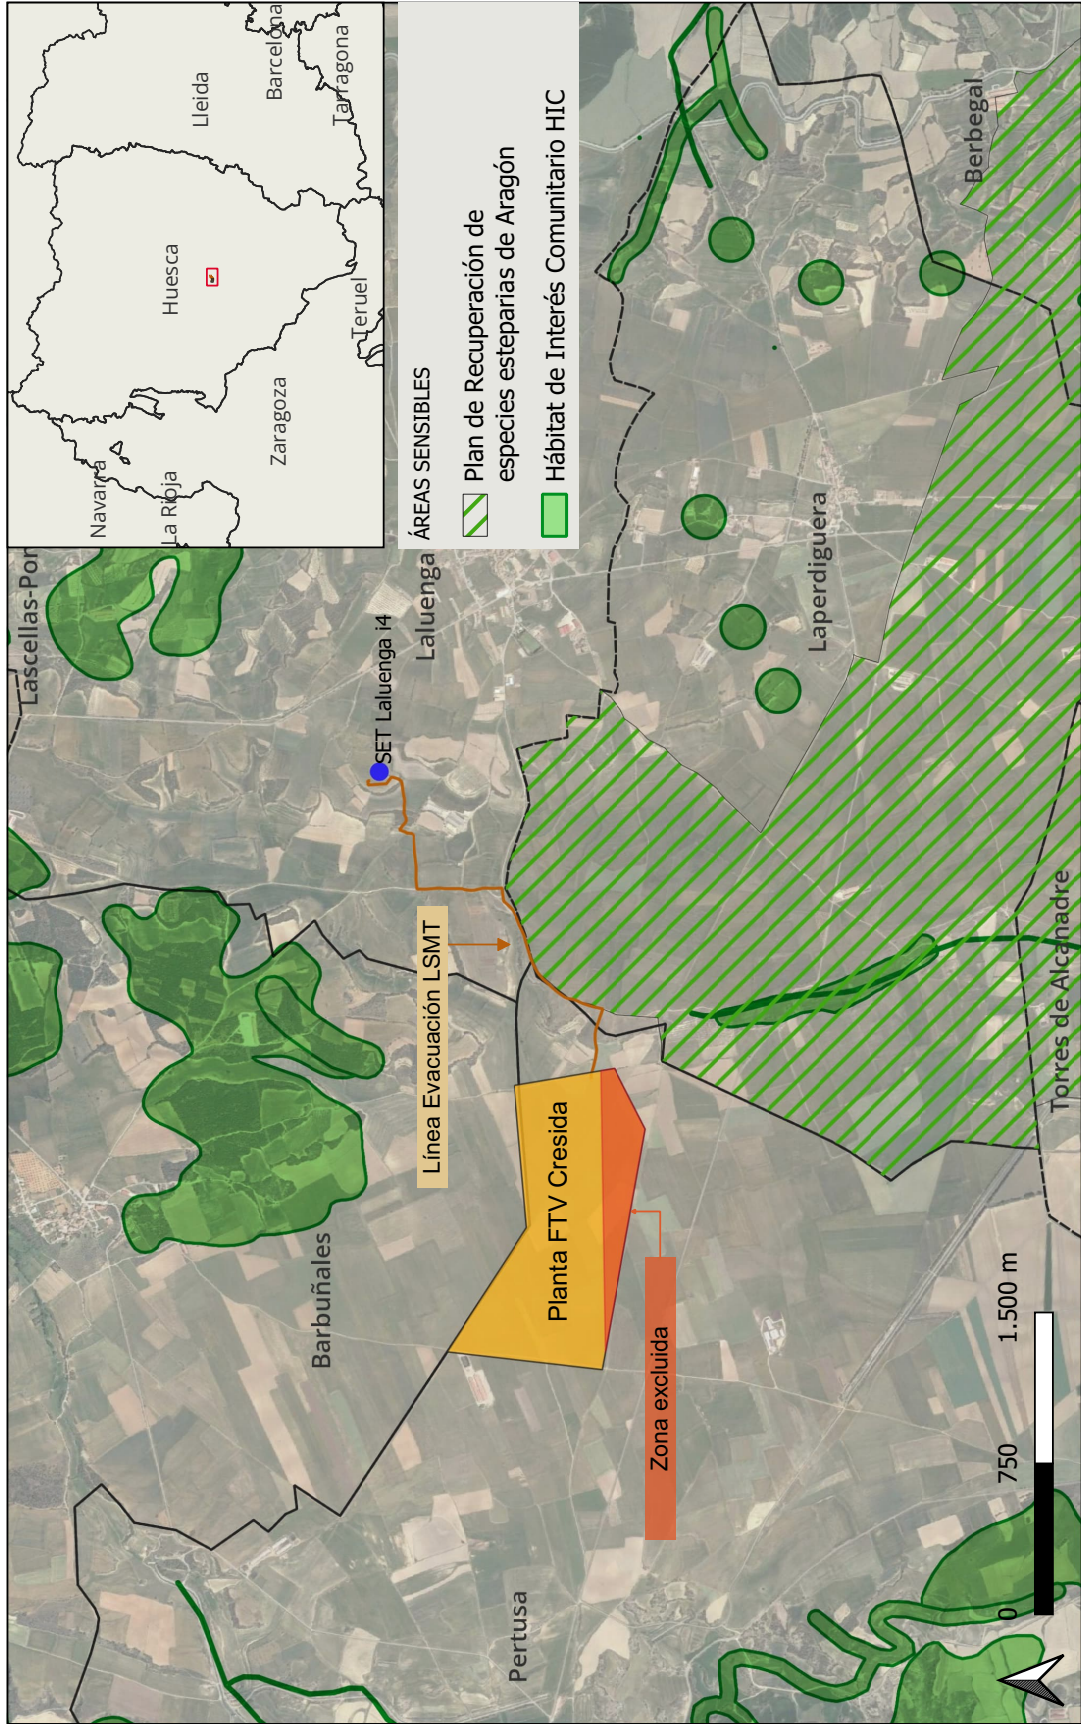 Navarra
La Rioja
Huesca
Zaragoza
Teruel
Lleida
Barcelona
Tarragona
ÁREAS SENSIBLES
Plan de Recuperación de
especies esteparias de Aragón
Hábitat de Interés Comunitario HIC
Lascellas-Pon
Laluenga
SET Laluenga i4
Línea Evacuación LSMT
Barbuñales
Planta FTV Cresida
Zona excluida
Pertusa
Laperdiguera
Berbegal
Torres de Alcanadre
0
750
1.500 m